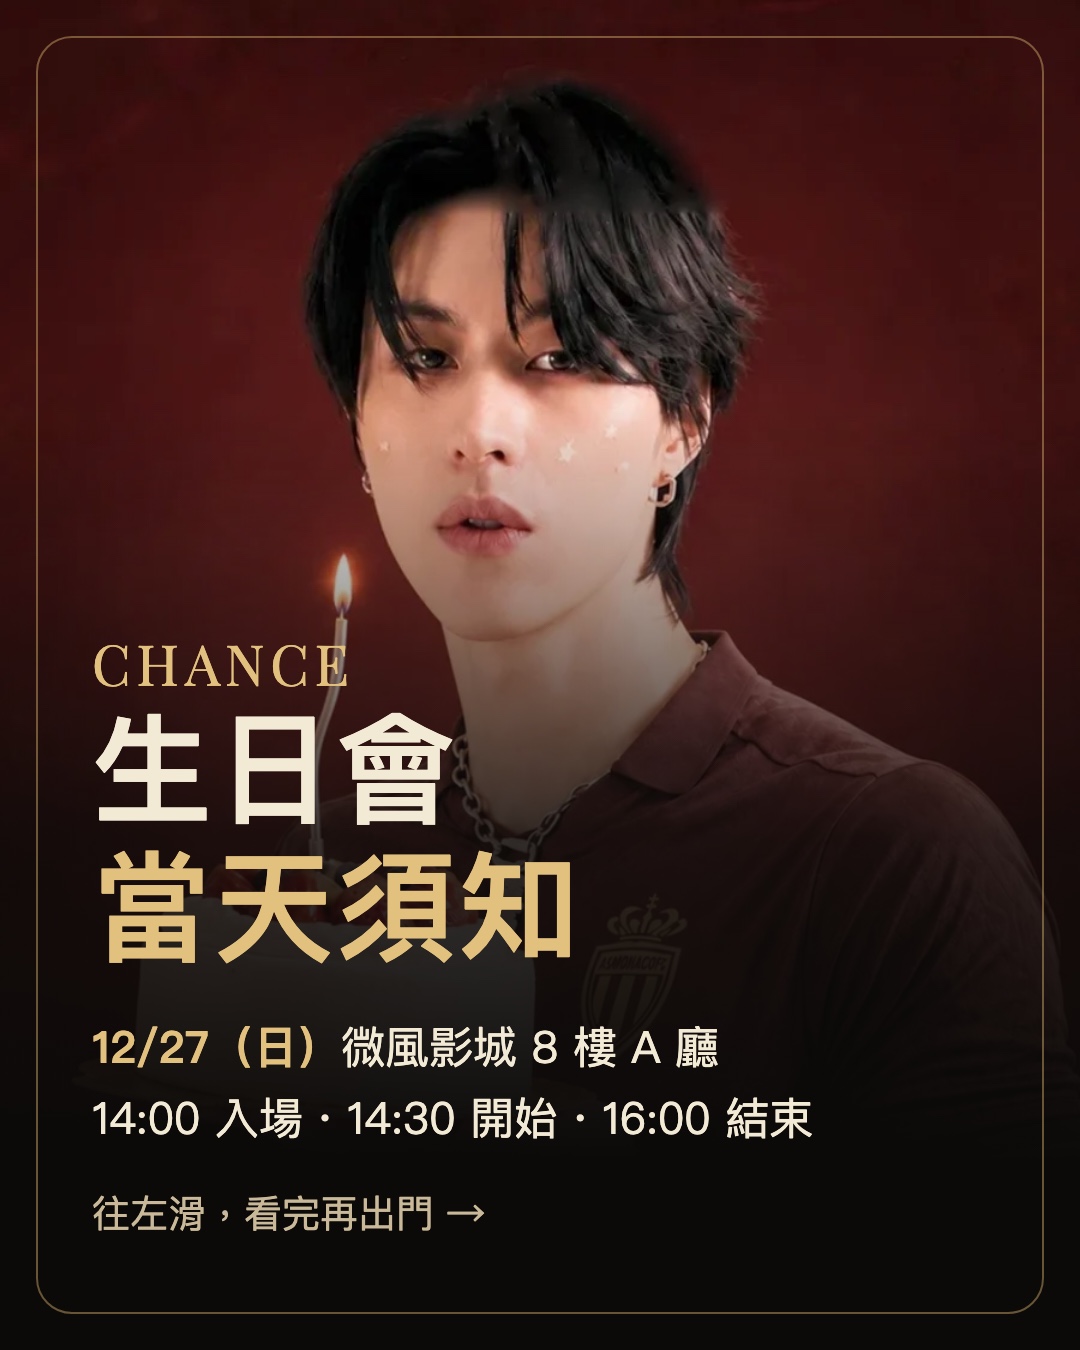 CHANCE
生日會
當天須知
ASMONACOFC
12/27（日）微風影城 8 樓 A 廳
14:00 入場・14:30 開始・16:00 結束
往左滑，看完再出門 →